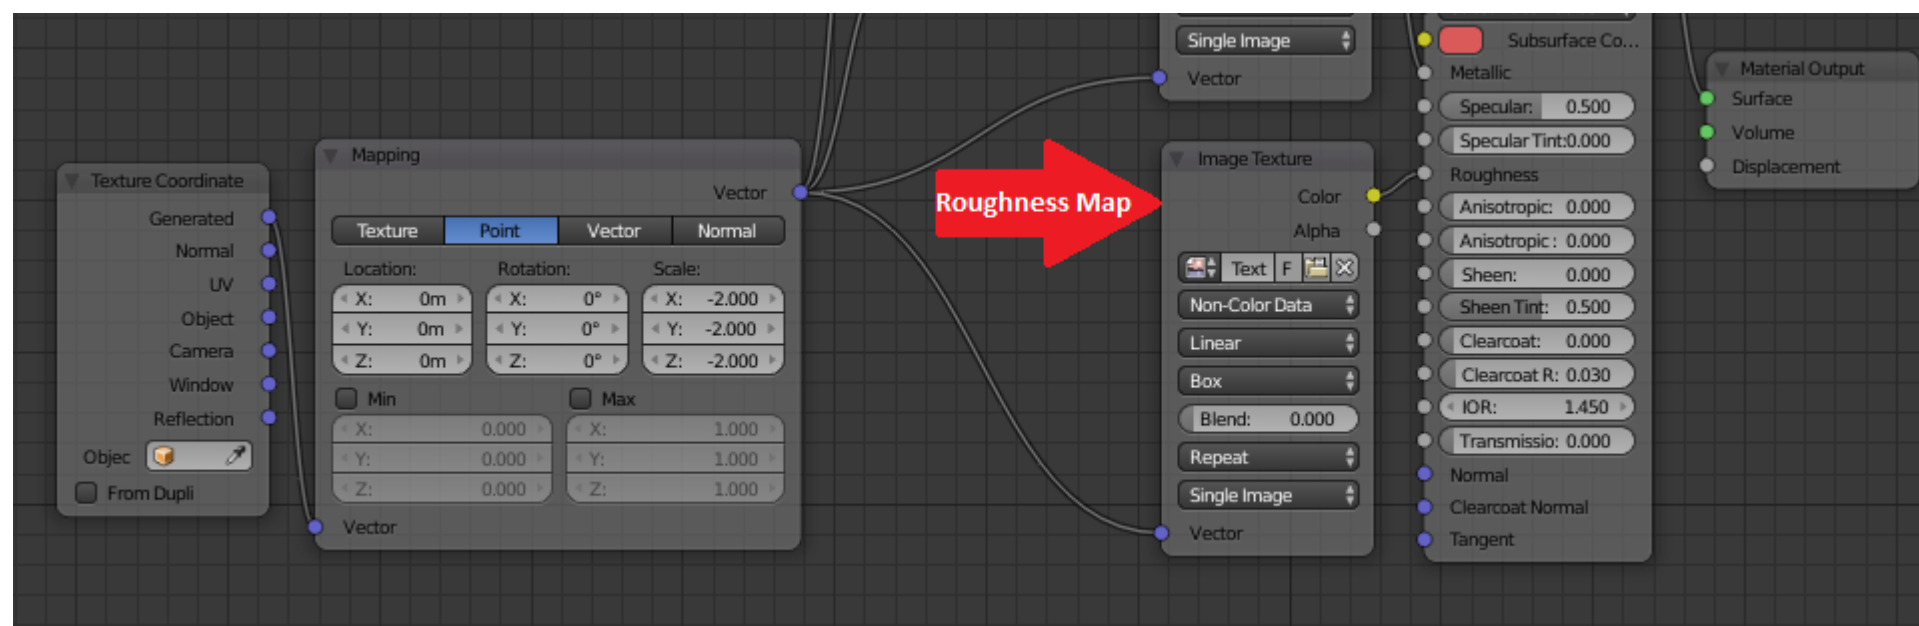 Texture Coordinate
Generated
Normal
UV
Object
Camera
Window
Reflection
Objec
From Dupli
Mapping
Vector
Texture Point Vector Normal
Location: Rotation: Scale:
X: 0m X: 0° X: -2.000
Y: 0m Y: 0° Y: -2.000
Z: 0m Z: 0° Z: -2.000
Min Max
X: 0.000 X: 1.000
Y: 0.000 Y: 1.000
Z: 0.000 Z: 1.000
Vector
Single Image
Vector
Roughness Map
Image Texture
Color
Alpha
Text F
Non-Color Data
Linear
Box
Blend: 0.000
Repeat
Single Image
Vector
Subsurface Co...
Metallic
Specular: 0.500
Specular Tint:0.000
Roughness
Anisotropic: 0.000
Anisotropic : 0.000
Sheen: 0.000
Sheen Tint: 0.500
Clearcoat: 0.000
Clearcoat R: 0.030
IOR: 1.450
Transmissio: 0.000
Normal
Clearcoat Normal
Tangent
Material Output
Surface
Volume
Displacement